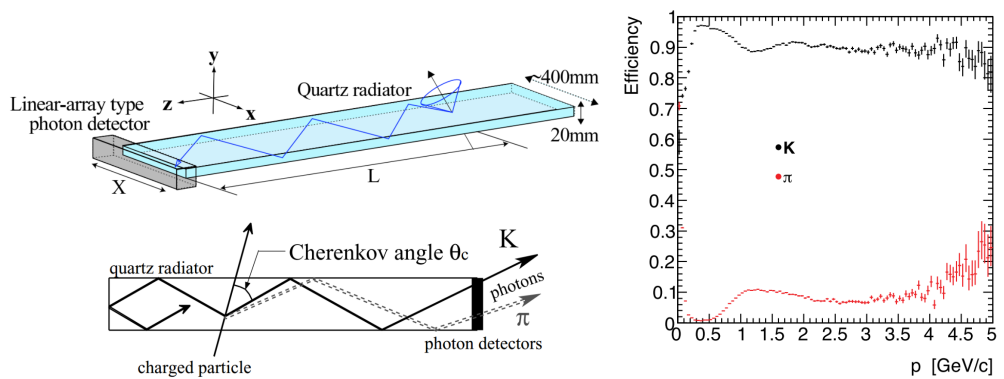 y
z
x
Linear-array type
photon detector
Quartz radiator
~400mm
20mm
X
L
quartz radiator
Cherenkov angle θc
K
photons
π
photon detectors
charged particle
Efficiency
1
0.9
0.8
0.7
0.6
0.5
0.4
0.3
0.2
0.1
0
K
π
0 0.5 1 1.5 2 2.5 3 3.5 4 4.5 5
p [GeV/c]